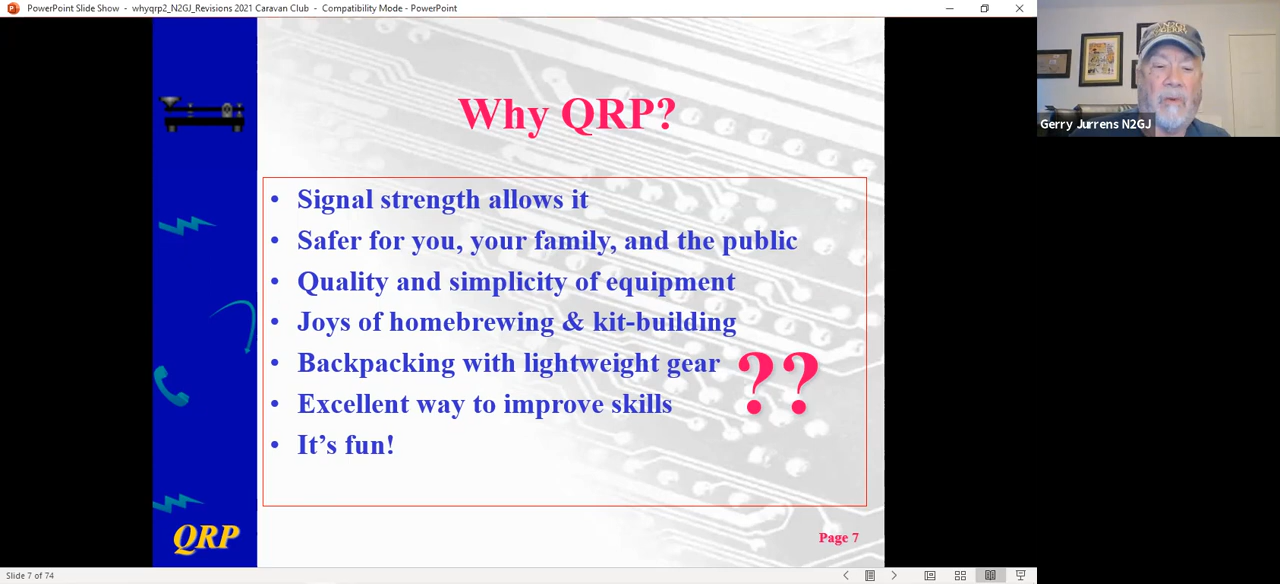 PowerPoint Slide Show - whyqrp2_N2GJ_Revisions 2021 Caravan Club - Compatibility Mode - PowerPoint
Why QRP?
• Signal strength allows it
• Safer for you, your family, and the public
• Quality and simplicity of equipment
• Joys of homebrewing & kit-building
• Backpacking with lightweight gear
??
• Excellent way to improve skills
• It's fun!
QRP
Page 7
Slide 7 of 74
Gerry Jurrens N2GJ